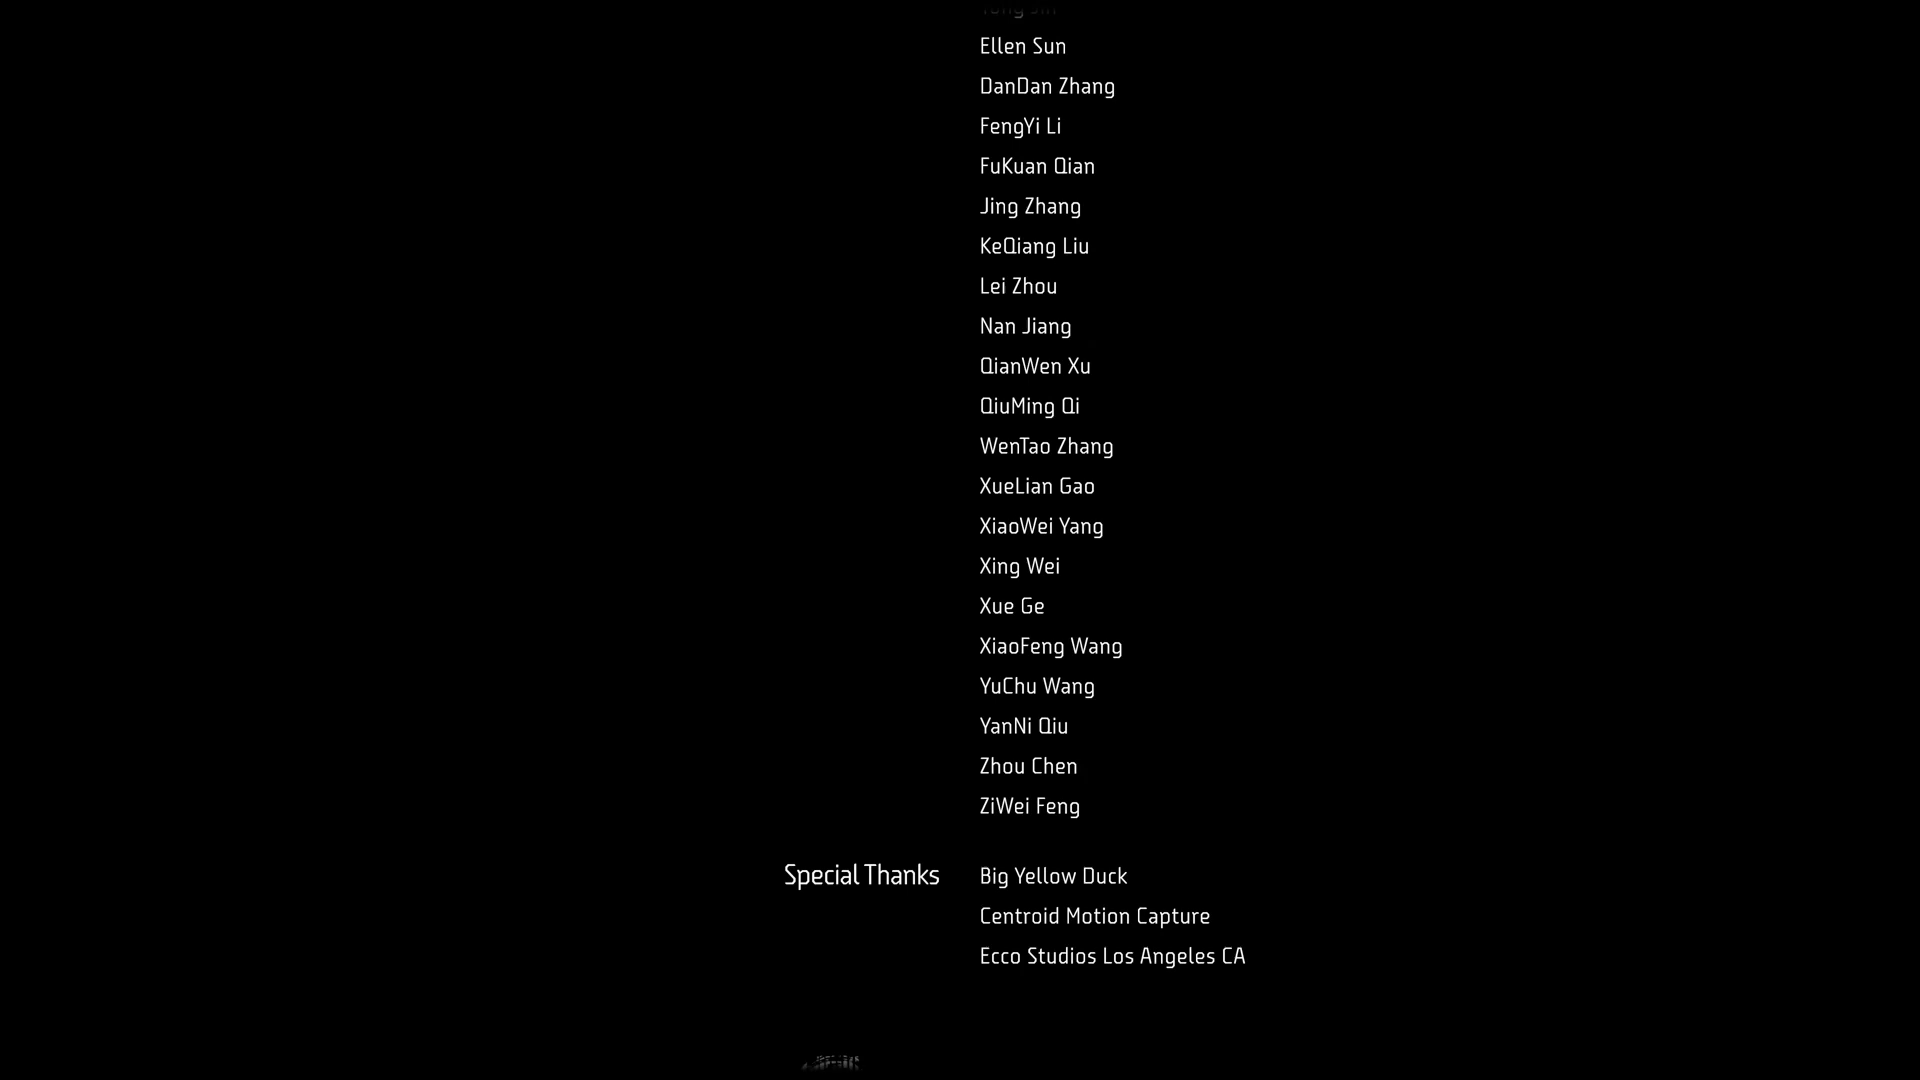 Ellen Sun
DanDan Zhang
FengYi Li
FuKuan Qian
Jing Zhang
KeQiang Liu
Lei Zhou
Nan Jiang
QianWen Xu
QiuMing Qi
WenTao Zhang
XueLian Gao
XiaoWei Yang
Xing Wei
Xue Ge
XiaoFeng Wang
YuChu Wang
YanNi Qiu
Zhou Chen
ZiWei Feng
Special Thanks Big Yellow Duck
Centroid Motion Capture
Ecco Studios Los Angeles CA